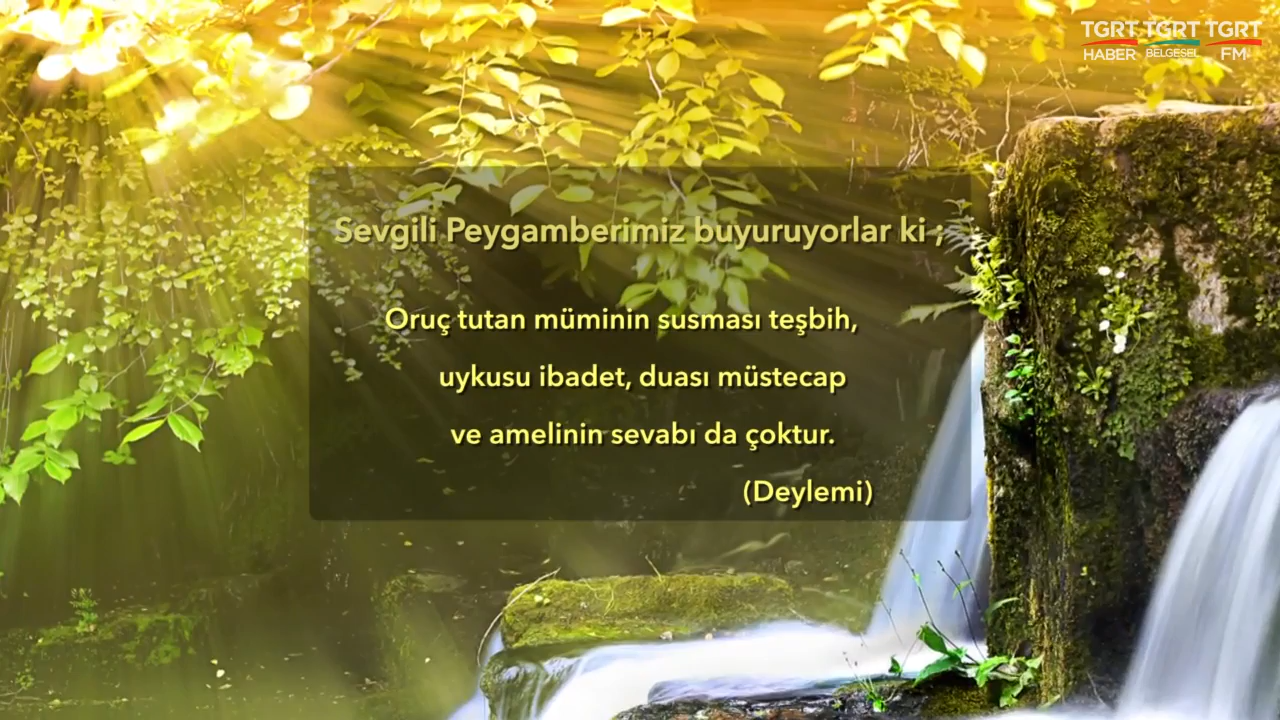 TGRT TGRT TGRT
HABER BELGESEL FM
Sevgili Peygamberimiz buyuruyorlar ki ;
Oruç tutan müminin susması teşbih,
uykusu ibadet, duası müstecap
ve amelinin sevabı da çoktur.
(Deylemi)